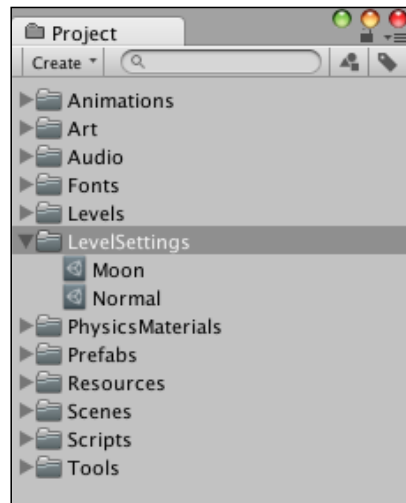 Project
Create
Animations
Art
Audio
Fonts
Levels
LevelSettings
Moon
Normal
PhysicsMaterials
Prefabs
Resources
Scenes
Scripts
Tools